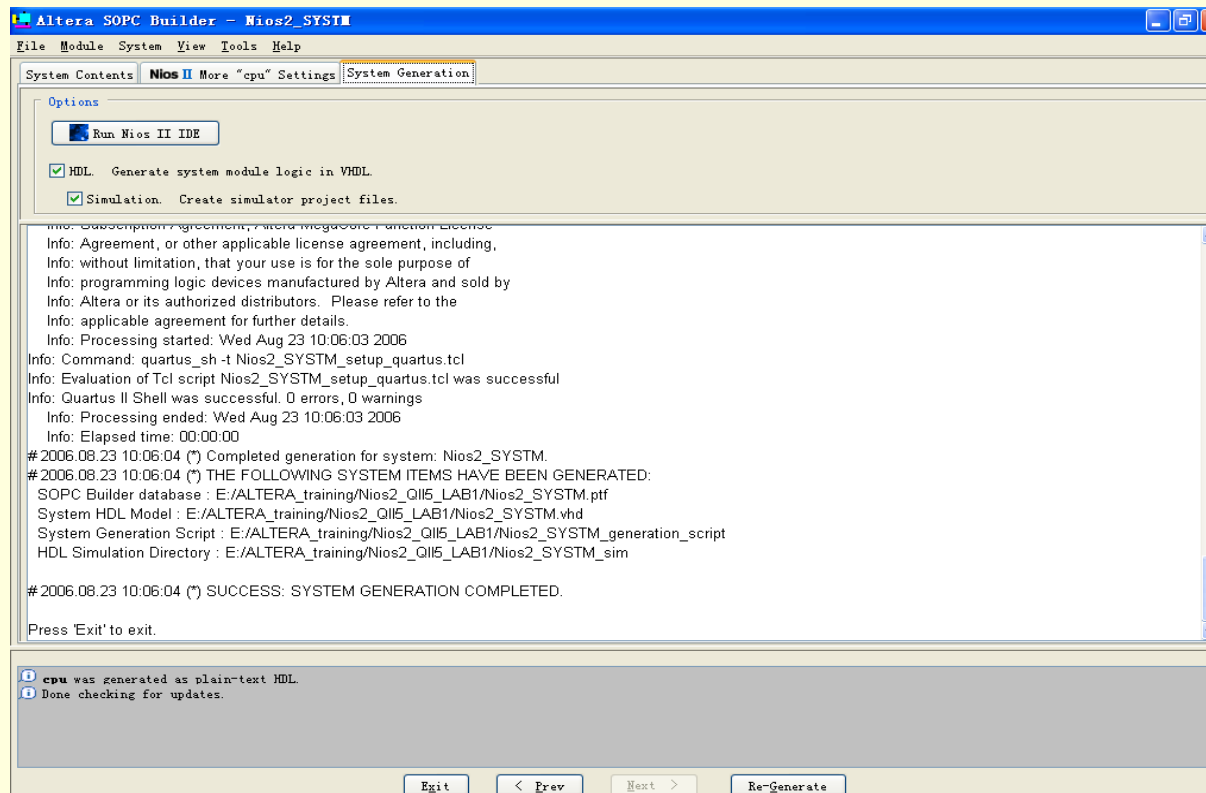 Altera SOPC Builder - Nios2_SYSTM
File Module System View Tools Help
System Contents Nios II More "cpu" Settings System Generation
Options
Run Nios II IDE
HDL. Generate system module logic in VHDL.
Simulation. Create simulator project files.
Info: Subscription Agreement, Altera MegaCore Function License
Info: Agreement, or other applicable license agreement, including,
Info: without limitation, that your use is for the sole purpose of
Info: programming logic devices manufactured by Altera and sold by
Info: Altera or its authorized distributors. Please refer to the
Info: applicable agreement for further details.
Info: Processing started: Wed Aug 23 10:06:03 2006
Info: Command: quartus_sh -t Nios2_SYSTM_setup_quartus.tcl
Info: Evaluation of Tcl script Nios2_SYSTM_setup_quartus.tcl was successful
Info: Quartus II Shell was successful. 0 errors, 0 warnings
Info: Processing ended: Wed Aug 23 10:06:03 2006
Info: Elapsed time: 00:00:00
# 2006.08.23 10:06:04 (*) Completed generation for system: Nios2_SYSTM.
# 2006.08.23 10:06:04 (*) THE FOLLOWING SYSTEM ITEMS HAVE BEEN GENERATED:
SOPC Builder database : E:/ALTERA_training/Nios2_QII5_LAB1/Nios2_SYSTM.ptf
System HDL Model : E:/ALTERA_training/Nios2_QII5_LAB1/Nios2_SYSTM.vhd
System Generation Script : E:/ALTERA_training/Nios2_QII5_LAB1/Nios2_SYSTM_generation_script
HDL Simulation Directory : E:/ALTERA_training/Nios2_QII5_LAB1/Nios2_SYSTM_sim
# 2006.08.23 10:06:04 (*) SUCCESS: SYSTEM GENERATION COMPLETED.
Press 'Exit' to exit.
cpu was generated as plain-text HDL.
Done checking for updates.
Exit < Prev Next > Re-Generate